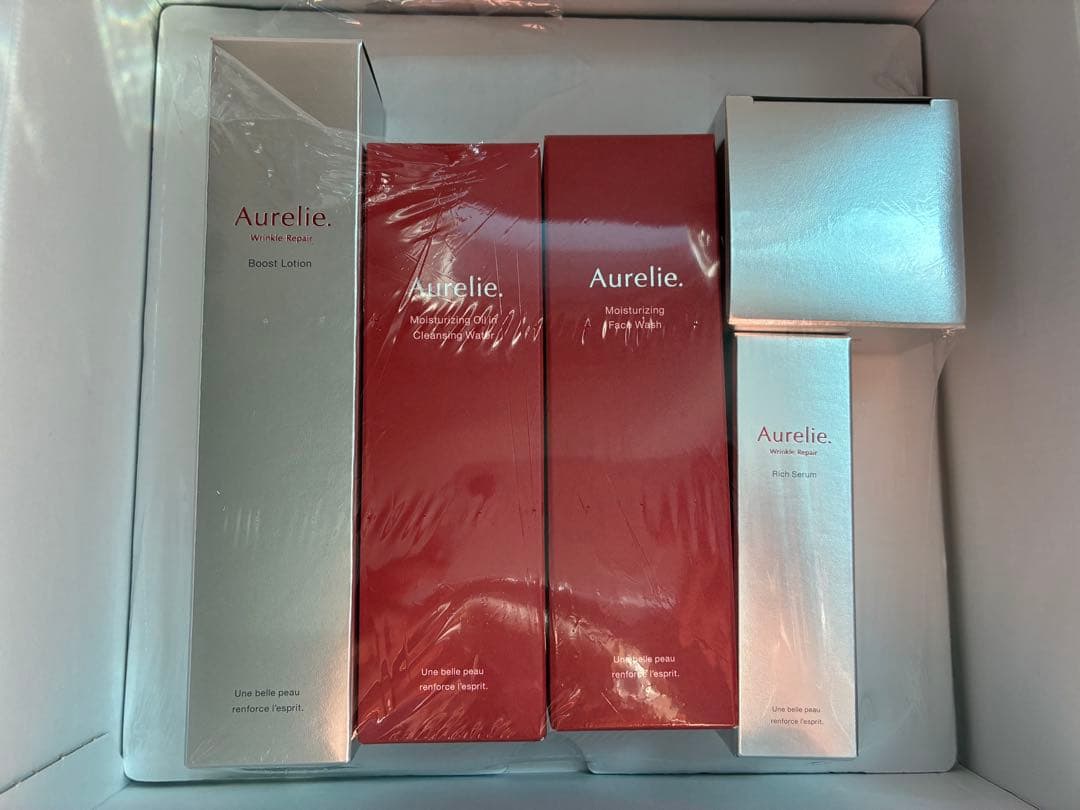 Aurelie.
Wrinkle Repair
Boost Lotion
Une belle peau
renforce l'esprit.
Aurelie.
Moisturizing Oil in
Cleansing Water
Une belle peau
renforce l'esprit.
Aurelie.
Moisturizing
Face Wash
Une belle peau
renforce l'esprit.
Aurelie.
Wrinkle Repair
Rich Serum
Une belle peau
renforce l'esprit.